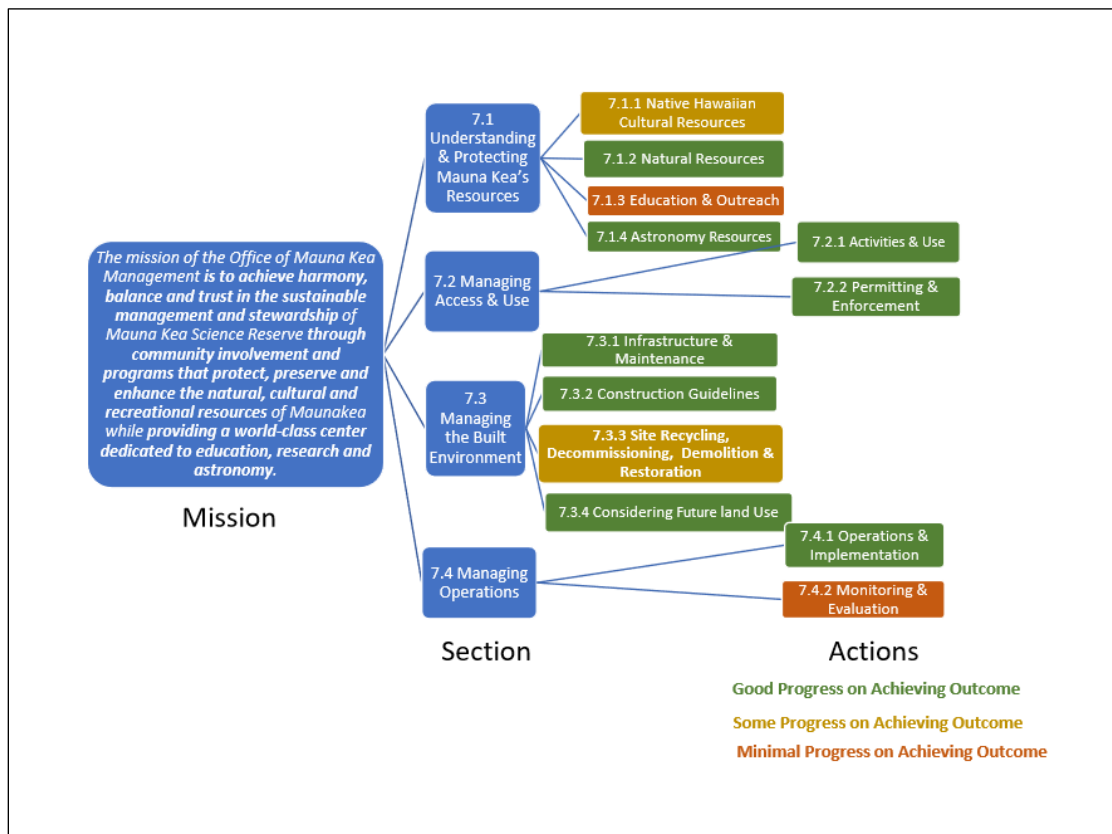 The mission of the Office of Mauna Kea
Management is to achieve harmony,
balance and trust in the sustainable
management and stewardship of
Mauna Kea Science Reserve through
community involvement and
programs that protect, preserve and
enhance the natural, cultural and
recreational resources of Maunakea
while providing a world-class center
dedicated to education, research and
astronomy.
Mission
7.1
Understanding
& Protecting
Mauna Kea's
Resources
7.2 Managing
Access & Use
7.3
Managing
the Built
Environment
7.4 Managing
Operations
Section
7.1.1 Native Hawaiian
Cultural Resources
7.1.2 Natural Resources
7.1.3 Education & Outreach
7.1.4 Astronomy Resources
7.2.1 Activities & Use
7.2.2 Permitting &
Enforcement
7.3.1 Infrastructure &
Maintenance
7.3.2 Construction Guidelines
7.3.3 Site Recycling,
Decommissioning, Demolition &
Restoration
7.3.4 Considering Future land Use
7.4.1 Operations &
Implementation
7.4.2 Monitoring &
Evaluation
Actions
Good Progress on Achieving Outcome
Some Progress on Achieving Outcome
Minimal Progress on Achieving Outcome